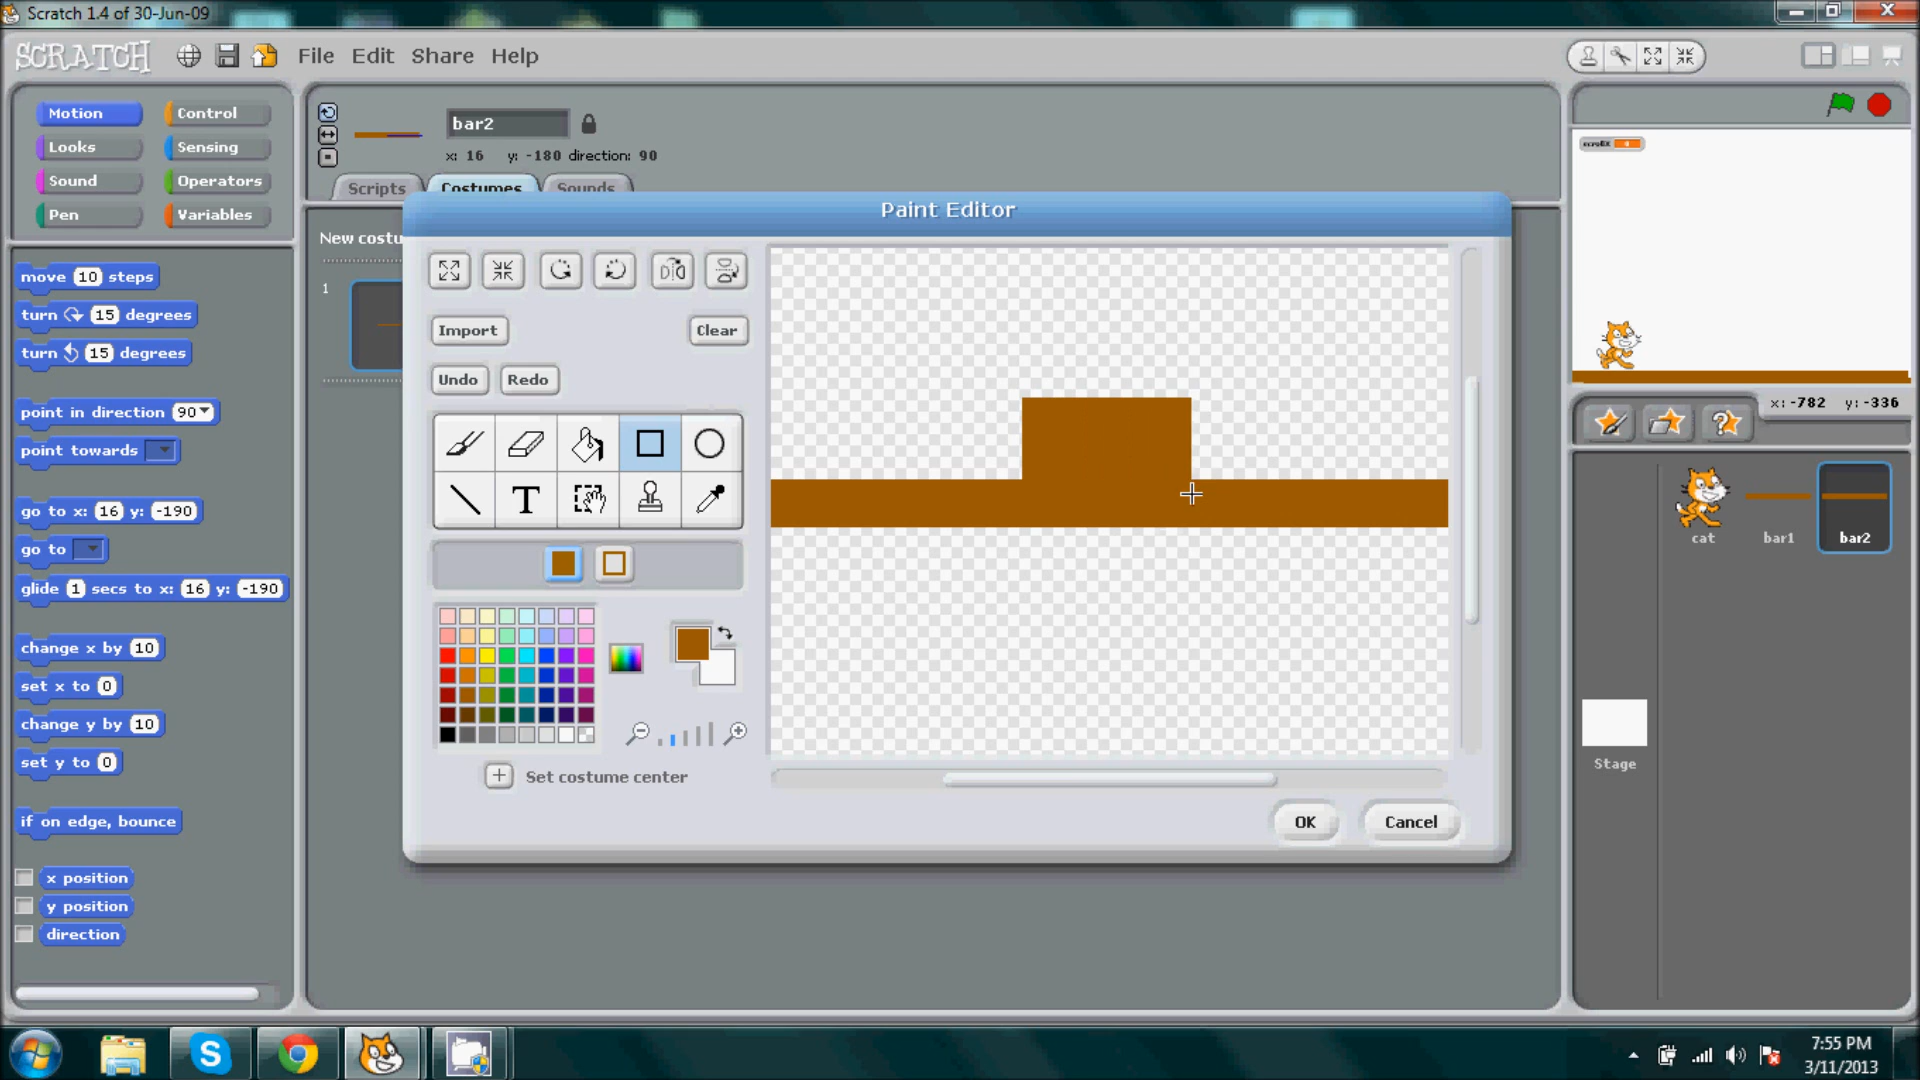 Scratch 1.4 of 30-Jun-09
SCRATCH
File Edit Share Help
Motion
Control
Looks
Sensing
Sound
Operators
Pen
Variables
move 10 steps
turn 15 degrees
turn 15 degrees
point in direction 90
point towards
go to x: 16 y: -190
go to
glide 1 secs to x: 16 y: -190
change x by 10
set x to 0
change y by 10
set y to 0
if on edge, bounce
x position
y position
direction
bar2
x: 16 y: -180 direction: 90
Scripts
Costumes
Sounds
New costu
1
Paint Editor
Import
Clear
Undo
Redo
T
Set costume center
OK
Cancel
x: -782 y: -336
cat
bar1
bar2
Stage
7:55 PM
3/11/2013